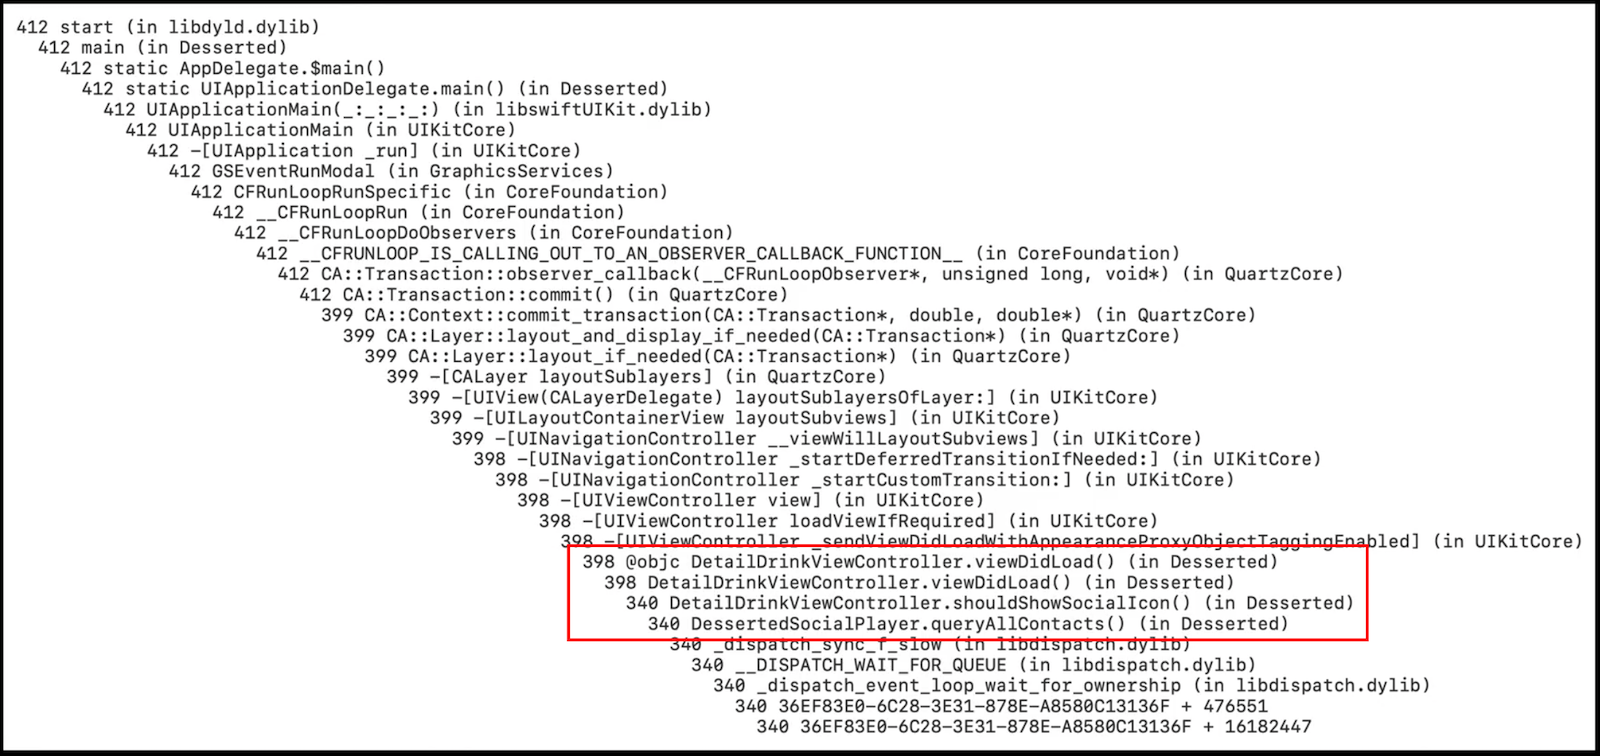 412 start (in libdyld.dylib)
412 main (in Desserted)
412 static AppDelegate.$main()
412 static UIApplicationDelegate.main() (in Desserted)
412 UIApplicationMain(_:_:_:_:) (in libswiftUIKit.dylib)
412 UIApplicationMain (in UIKitCore)
412 -[UIApplication _run] (in UIKitCore)
412 GSEventRunModal (in GraphicsServices)
412 CFRunLoopRunSpecific (in CoreFoundation)
412 __CFRunLoopRun (in CoreFoundation)
412 __CFRunLoopDoObservers (in CoreFoundation)
412 __CFRUNLOOP_IS_CALLING_OUT_TO_AN_OBSERVER_CALLBACK_FUNCTION__ (in CoreFoundation)
412 CA::Transaction::observer_callback(__CFRunLoopObserver*, unsigned long, void*) (in QuartzCore)
412 CA::Transaction::commit() (in QuartzCore)
399 CA::Context::commit_transaction(CA::Transaction*, double, double*) (in QuartzCore)
399 CA::Layer::layout_and_display_if_needed(CA::Transaction*) (in QuartzCore)
399 CA::Layer::layout_if_needed(CA::Transaction*) (in QuartzCore)
399 -[CALayer layoutSublayers] (in QuartzCore)
399 -[UIView(CALayerDelegate) layoutSublayersOfLayer:] (in UIKitCore)
399 -[UILayoutContainerView layoutSubviews] (in UIKitCore)
399 -[UINavigationController __viewWillLayoutSubviews] (in UIKitCore)
398 -[UINavigationController _startDeferredTransitionIfNeeded:] (in UIKitCore)
398 -[UINavigationController _startCustomTransition:] (in UIKitCore)
398 -[UIViewController view] (in UIKitCore)
398 -[UIViewController loadViewIfRequired] (in UIKitCore)
398 -[UIViewController _sendViewDidLoadWithAppearanceProxyObjectTaggingEnabled] (in UIKitCore)
398 @objc DetailDrinkViewController.viewDidLoad() (in Desserted)
398 DetailDrinkViewController.viewDidLoad() (in Desserted)
340 DetailDrinkViewController.shouldShowSocialIcon() (in Desserted)
340 DessertedSocialPlayer.queryAllContacts() (in Desserted)
340 _dispatch_sync_f_slow (in libdispatch.dylib)
340 __DISPATCH_WAIT_FOR_QUEUE (in libdispatch.dylib)
340 _dispatch_event_loop_wait_for_ownership (in libdispatch.dylib)
340 36EF83E0-6C28-3E31-878E-A8580C13136F + 476551
340 36EF83E0-6C28-3E31-878E-A8580C13136F + 16182447